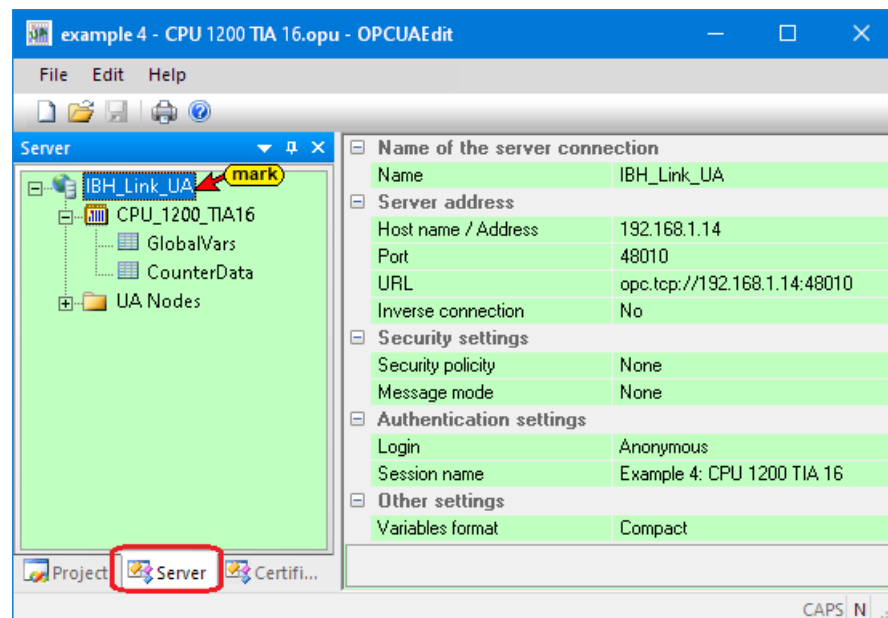 example 4 - CPU 1200 TIA 16.opu - OPCUAEdit
File Edit Help
Server
IBH_Link_UA
mark
CPU_1200_TIA16
GlobalVars
CounterData
UA Nodes
Project Server Certifi...
Name of the server connection
Name IBH_Link_UA
Server address
Host name / Address 192.168.1.14
Port 48010
URL opc.tcp://192.168.1.14:48010
Inverse connection No
Security settings
Security policity None
Message mode None
Authentication settings
Login Anonymous
Session name Example 4: CPU 1200 TIA 16
Other settings
Variables format Compact
CAPS N